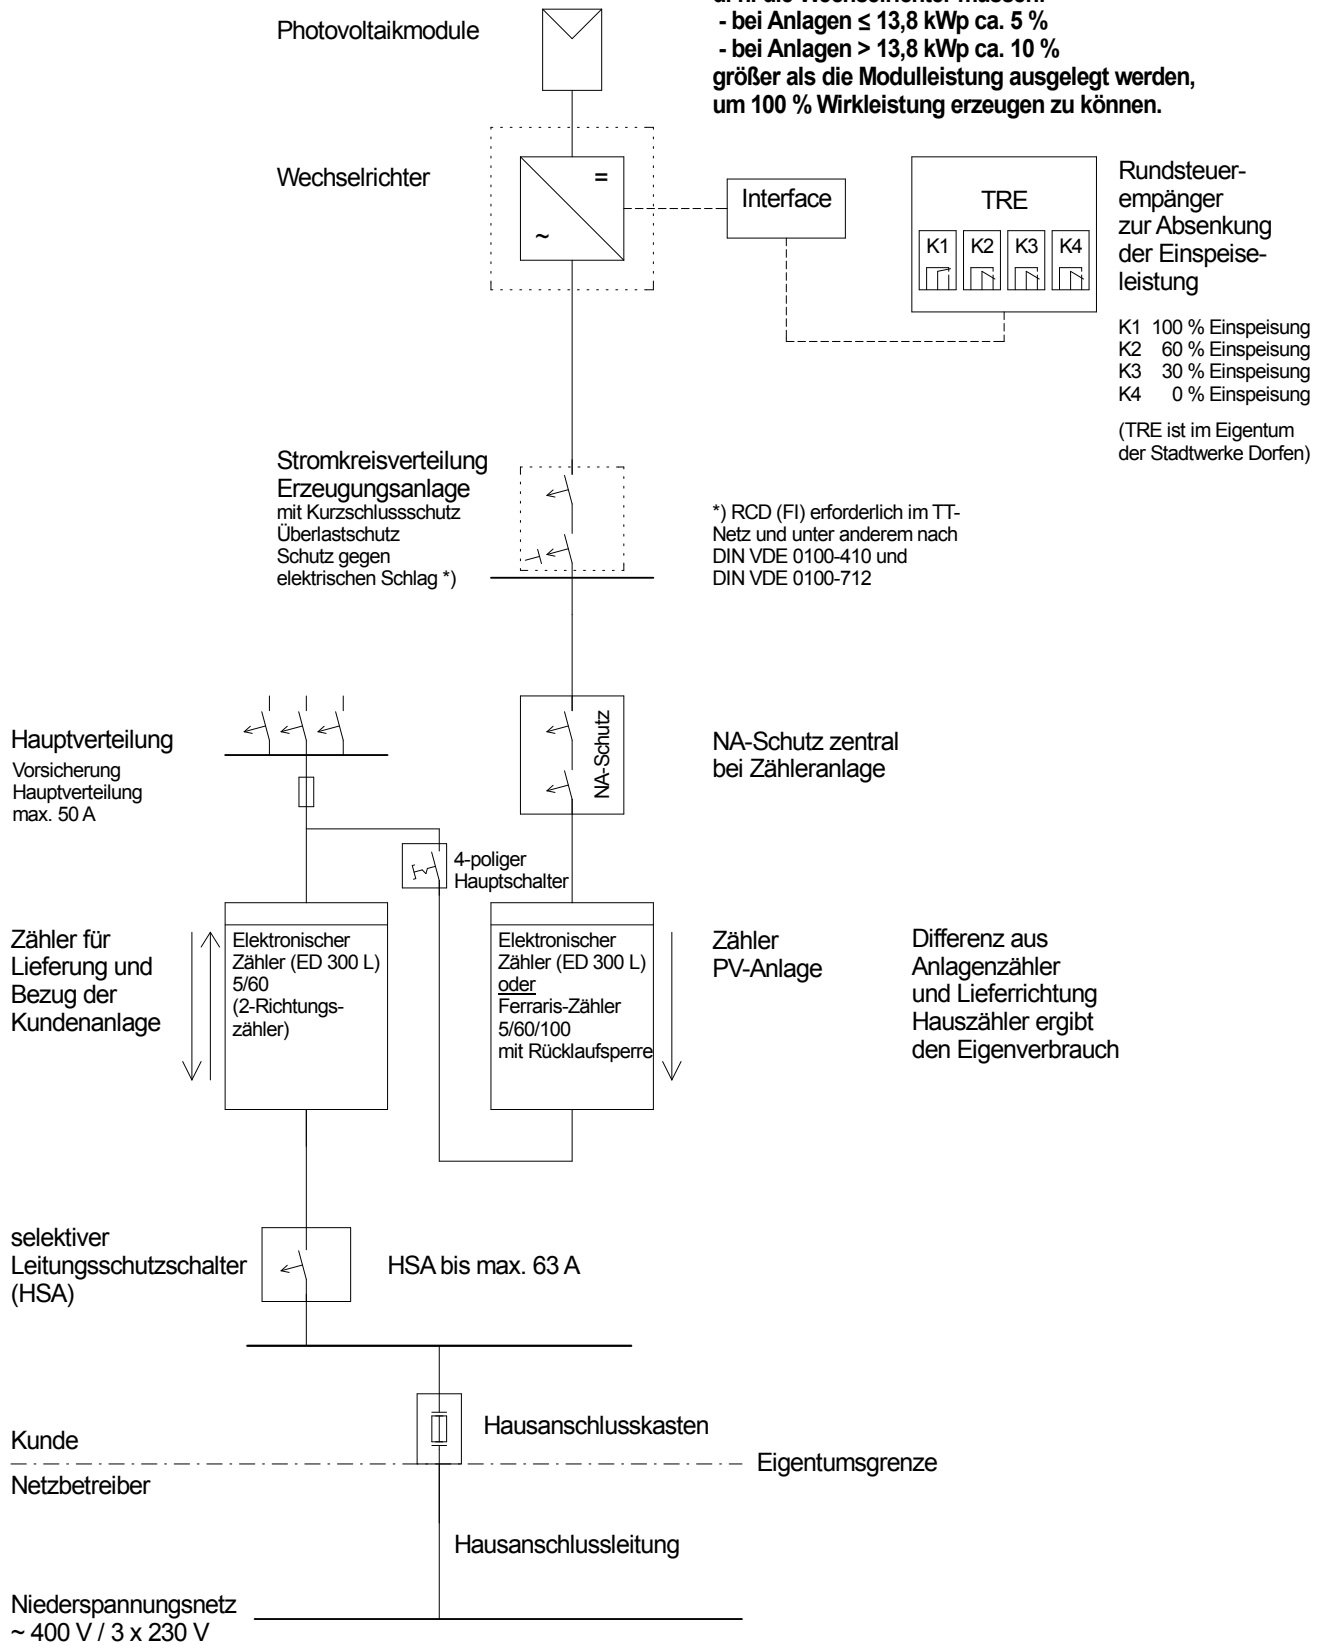 Photovoltaikmodule
- bei Anlagen ≤ 13,8 kWp ca. 5 %
- bei Anlagen > 13,8 kWp ca. 10 %
größer als die Modulleistung ausgelegt werden,
um 100 % Wirkleistung erzeugen zu können.
Wechselrichter
=
~
Interface
TRE
K1 K2 K3 K4
Rundsteuer-
empänger
zur Absenkung
der Einspeise-
leistung
K1 100 % Einspeisung
K2 60 % Einspeisung
K3 30 % Einspeisung
K4 0 % Einspeisung
(TRE ist im Eigentum
der Stadtwerke Dorfen)
Stromkreisverteilung
Erzeugungsanlage
mit Kurzschlussschutz
Überlastschutz
Schutz gegen
elektrischen Schlag *)
*) RCD (FI) erforderlich im TT-
Netz und unter anderem nach
DIN VDE 0100-410 und
DIN VDE 0100-712
Hauptverteilung
Vorsicherung
Hauptverteilung
max. 50 A
NA-Schutz
NA-Schutz zentral
bei Zähleranlage
4-poliger
Hauptschalter
Zähler für
Lieferung und
Bezug der
Kundenanlage
Elektronischer
Zähler (ED 300 L)
5/60
(2-Richtungs-
zähler)
Elektronischer
Zähler (ED 300 L)
oder
Ferraris-Zähler
5/60/100
mit Rücklaufsperre
Zähler
PV-Anlage
Differenz aus
Anlagenzähler
und Lieferrichtung
Hauszähler ergibt
den Eigenverbrauch
selektiver
Leitungsschutzschalter
(HSA)
HSA bis max. 63 A
Hausanschlusskasten
Kunde
Eigentumsgrenze
Netzbetreiber
Hausanschlussleitung
Niederspannungsnetz
~ 400 V / 3 x 230 V